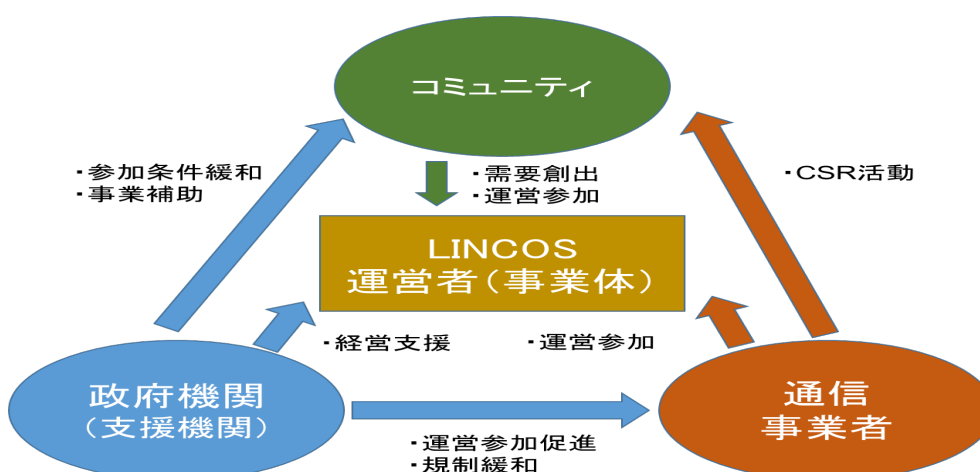 コミュニティ
・参加条件緩和
・事業補助
・需要創出
・運営参加
・CSR活動
LINCOS
運営者(事業体)
・経営支援
・運営参加
政府機関
(支援機関)
通信
事業者
・運営参加促進
・規制緩和